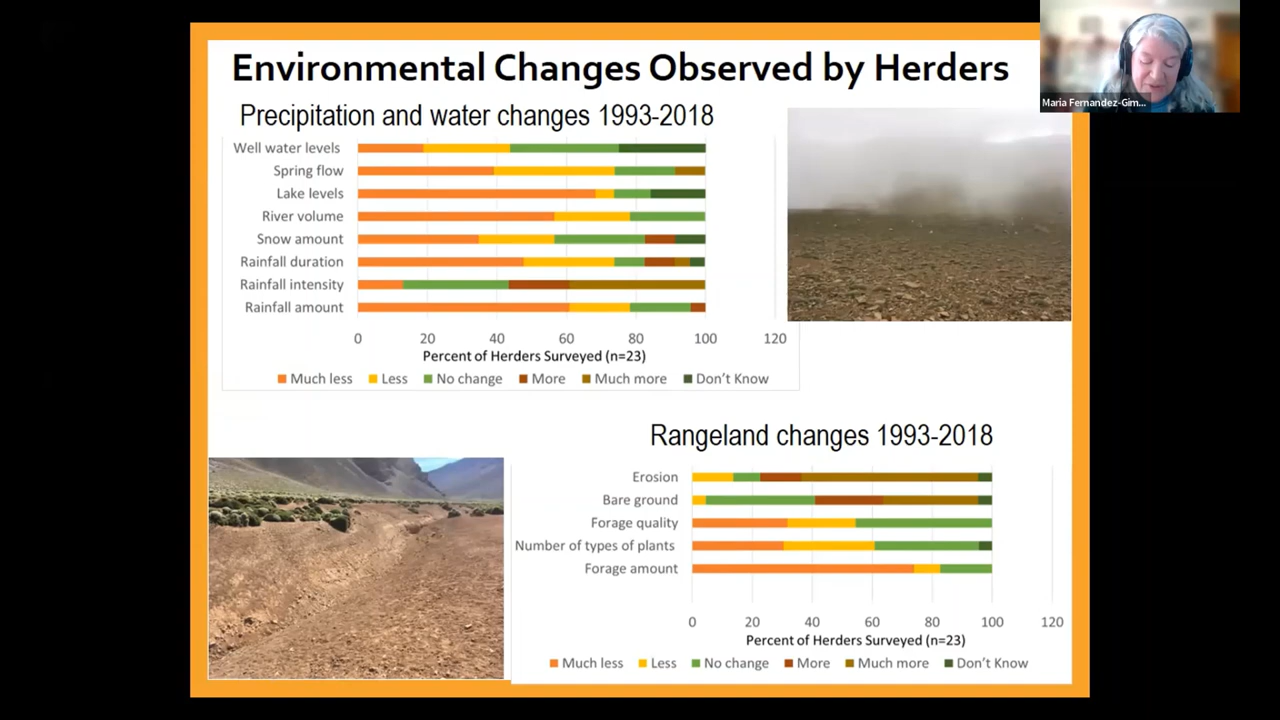 Environmental Changes Observed by Herders
Maria Fernandez-Gim...
Precipitation and water changes 1993-2018
Well water levels
Spring flow
Lake levels
River volume
Snow amount
Rainfall duration
Rainfall intensity
Rainfall amount
0 20 40 60 80 100 120
Percent of Herders Surveyed (n=23)
Much less Less No change More Much more Don't Know
Rangeland changes 1993-2018
Erosion
Bare ground
Forage quality
Number of types of plants
Forage amount
0 20 40 60 80 100 120
Percent of Herders Surveyed (n=23)
Much less Less No change More Much more Don't Know